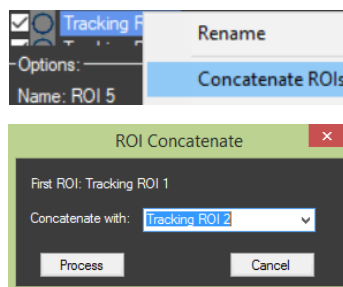 Tracking R
Rename
Options:
Concatenate ROIs
Name: ROI 5
ROI Concatenate
First ROI: Tracking ROI 1
Concatenate with: Tracking ROI 2
Process Cancel